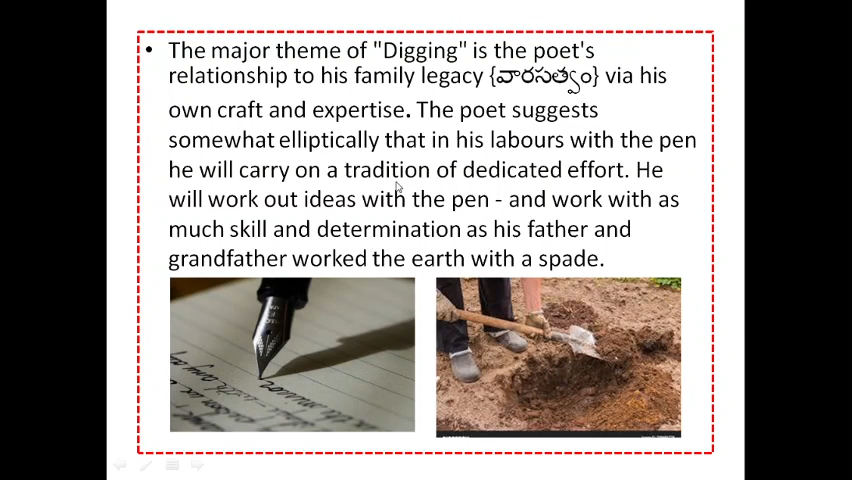 • The major theme of "Digging" is the poet's
relationship to his family legacy {వారసత్వం} via his
own craft and expertise. The poet suggests
somewhat elliptically that in his labours with the pen
he will carry on a tradition of dedicated effort. He
will work out ideas with the pen - and work with as
much skill and determination as his father and
grandfather worked the earth with a spade.